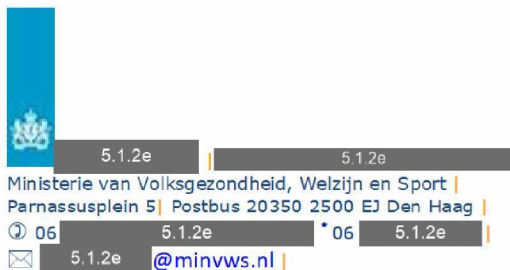 5.1.2e | 5.1.2e
Ministerie van Volksgezondheid, Welzijn en Sport |
Parnassusplein 5| Postbus 20350 2500 EJ Den Haag |
✆ 06 5.1.2e * 06 5.1.2e |
✉ 5.1.2e @minvws.nl |